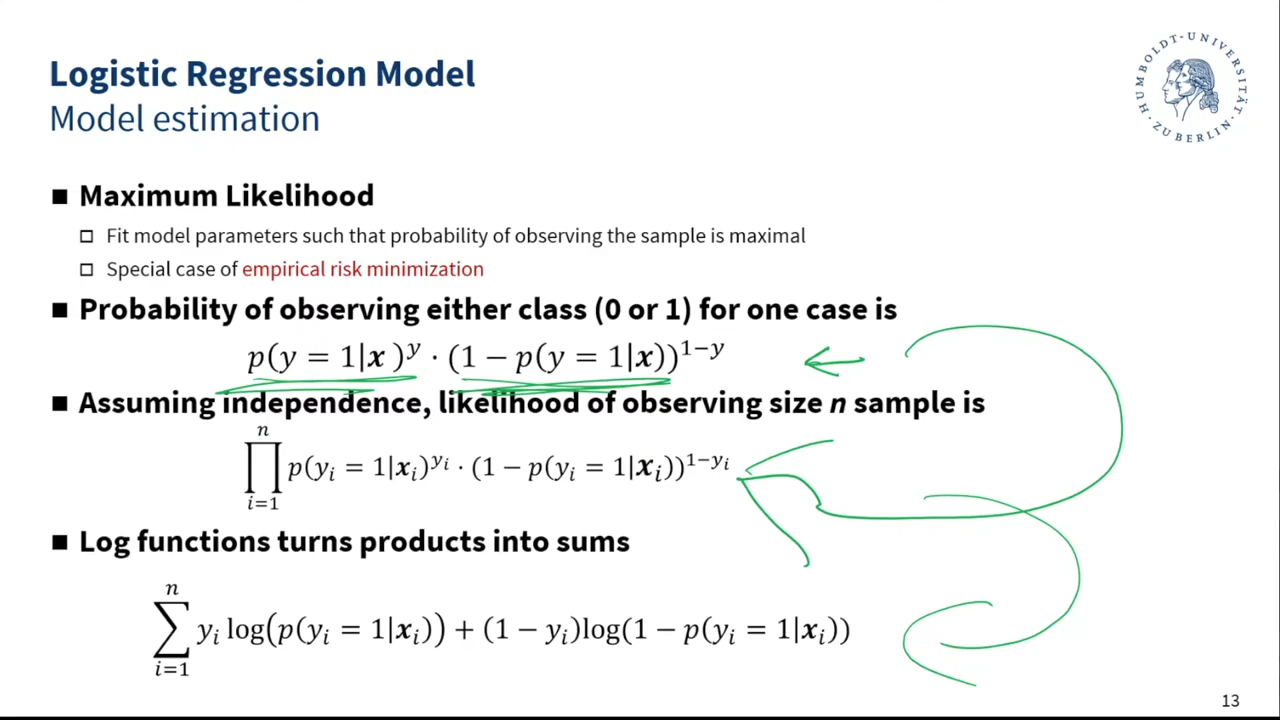 Logistic Regression Model
Model estimation
HUMBOLDT-UNIVERSITÄT ZU BERLIN
■ Maximum Likelihood
□ Fit model parameters such that probability of observing the sample is maximal
□ Special case of empirical risk minimization
■ Probability of observing either class (0 or 1) for one case is
p(y = 1|x )^y · (1 − p(y = 1|x))^{1−y}
■ Assuming independence, likelihood of observing size n sample is
∏_{i=1}^{n} p(y_i = 1|x_i)^{y_i} · (1 − p(y_i = 1|x_i))^{1−y_i}
■ Log functions turns products into sums
∑_{i=1}^{n} y_i log(p(y_i = 1|x_i)) + (1 − y_i)log(1 − p(y_i = 1|x_i))
13